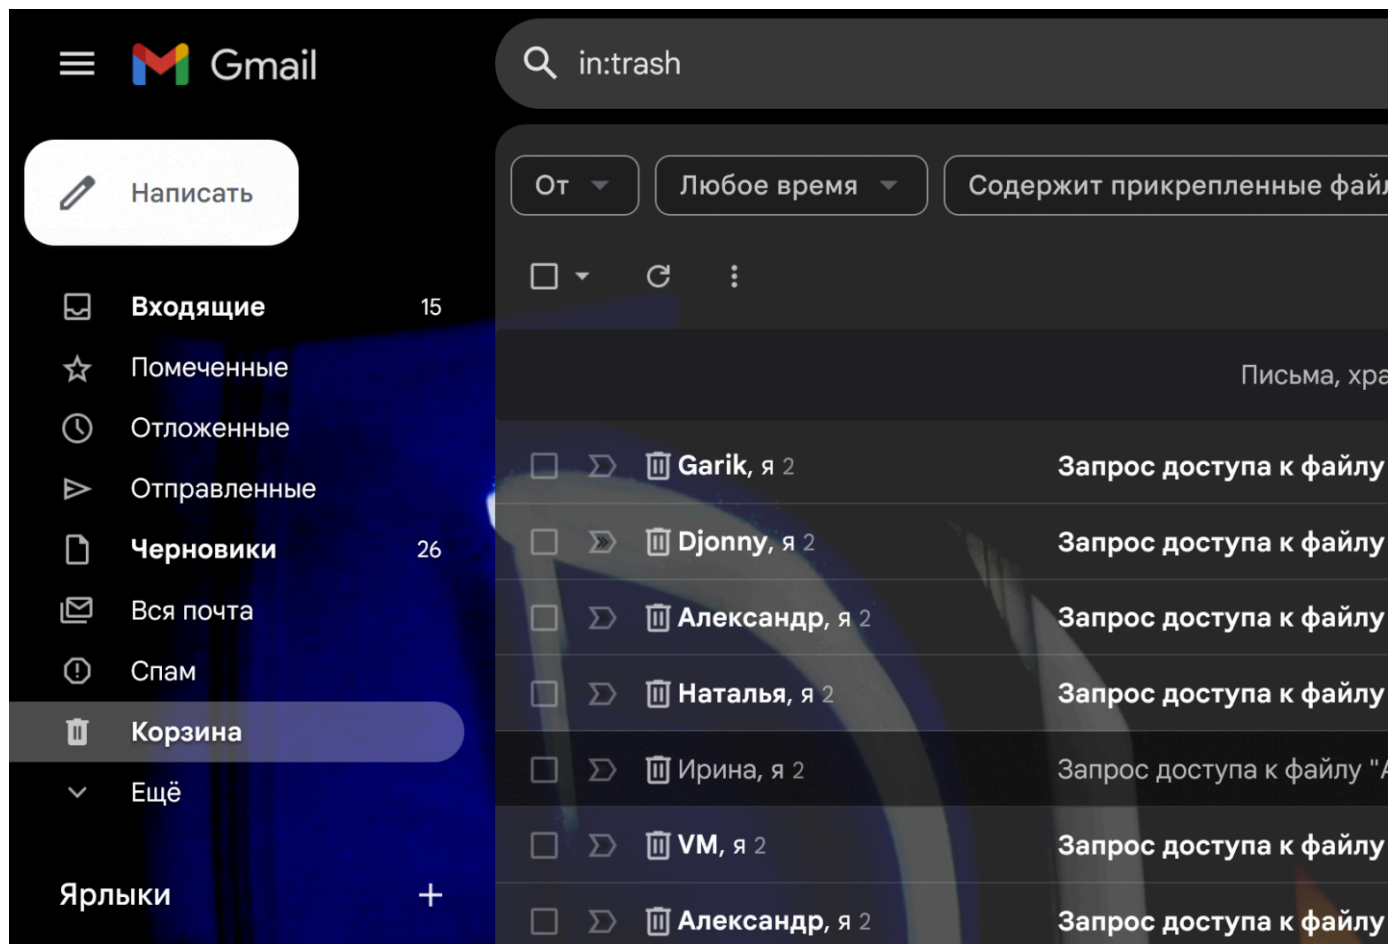 Gmail
in:trash
Написать
От
Любое время
Содержит прикрепленные
Входящие 15
Помеченные
Отложенные
Отправленные
Черновики 26
Вся почта
Спам
Корзина
Ещё
Ярлыки
Письма,
Garik, я 2 Запрос доступа к файлу
Djonny, я 2 Запрос доступа к файлу
Александр, я 2 Запрос доступа к файлу
Наталья, я 2 Запрос доступа к файлу
Ирина, я 2 Запрос доступа к файлу "А
VM, я 2 Запрос доступа к файлу
Александр, я 2 Запрос доступа к файлу